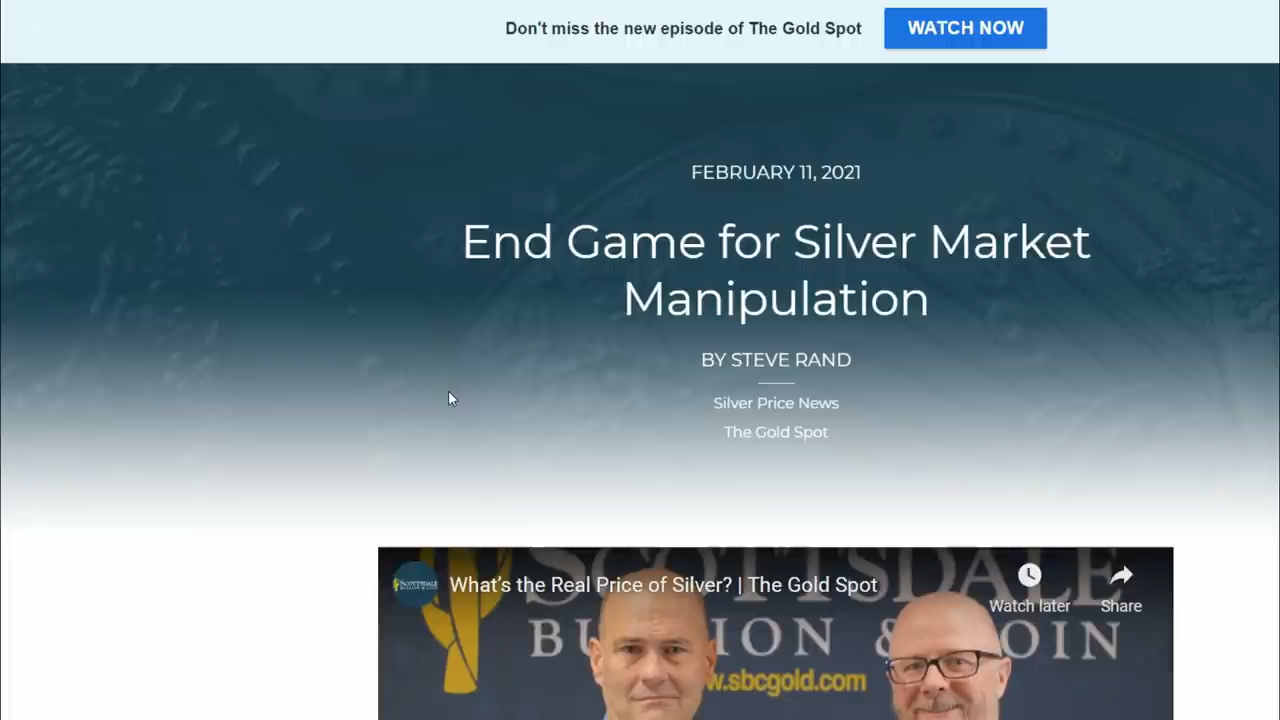 Don't miss the new episode of The Gold Spot
WATCH NOW
FEBRUARY 11, 2021
End Game for Silver Market
Manipulation
BY STEVE RAND
Silver Price News
The Gold Spot
SCOTTSDALE
What's the Real Price of Silver? | The Gold Spot
Watch later
Share
BULLION & COIN
www.sbcgold.com